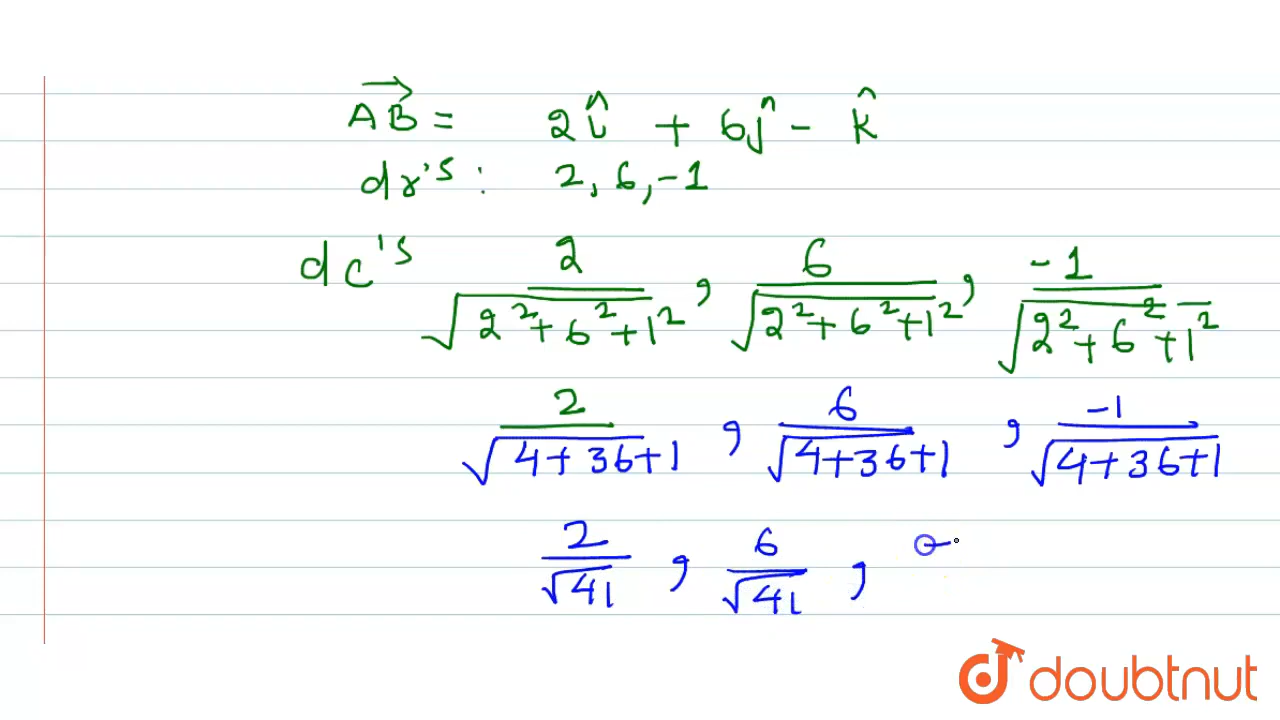 AB→ = 2î + 6ĵ - k̂
dr's : 2, 6, -1
dc's 2/√(2²+6²+1²) , 6/√(2²+6²+1²) , -1/√(2²+6²+1²)
2/√(4+36+1) , 6/√(4+36+1) , -1/√(4+36+1)
2/√41 , 6/√41 , -
doubtnut